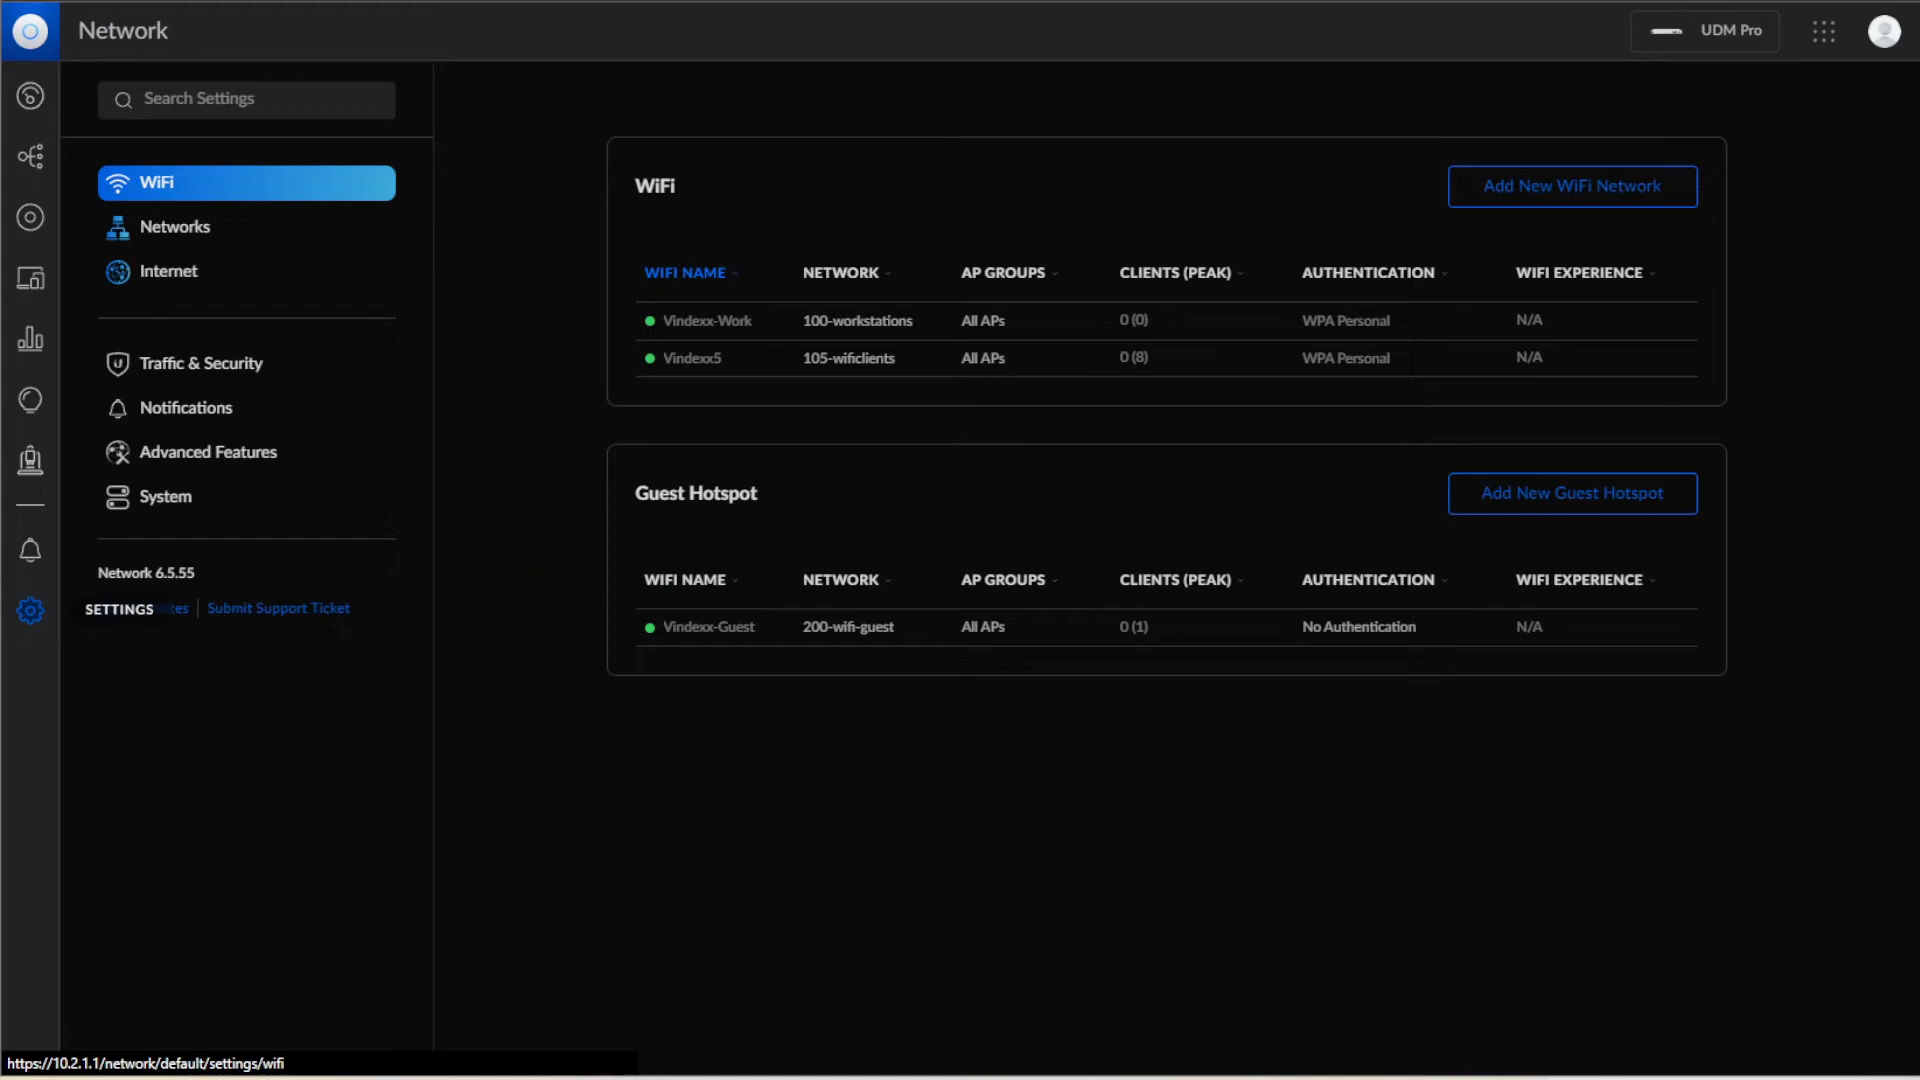 Network
UDM Pro
Search Settings
WiFi
Networks
Internet
Traffic & Security
Notifications
Advanced Features
System
Network 6.5.55
SETTINGS
Submit Support Ticket
WiFi
Add New WiFi Network
WIFI NAME NETWORK AP GROUPS CLIENTS (PEAK) AUTHENTICATION WIFI EXPERIENCE
Vindexx-Work 100-workstations All APs 0 (0) WPA Personal N/A
Vindexx5 105-wificlients All APs 0 (8) WPA Personal N/A
Guest Hotspot
Add New Guest Hotspot
WIFI NAME NETWORK AP GROUPS CLIENTS (PEAK) AUTHENTICATION WIFI EXPERIENCE
Vindexx-Guest 200-wifi-guest All APs 0 (1) No Authentication N/A
https://10.2.1.1/network/default/settings/wifi